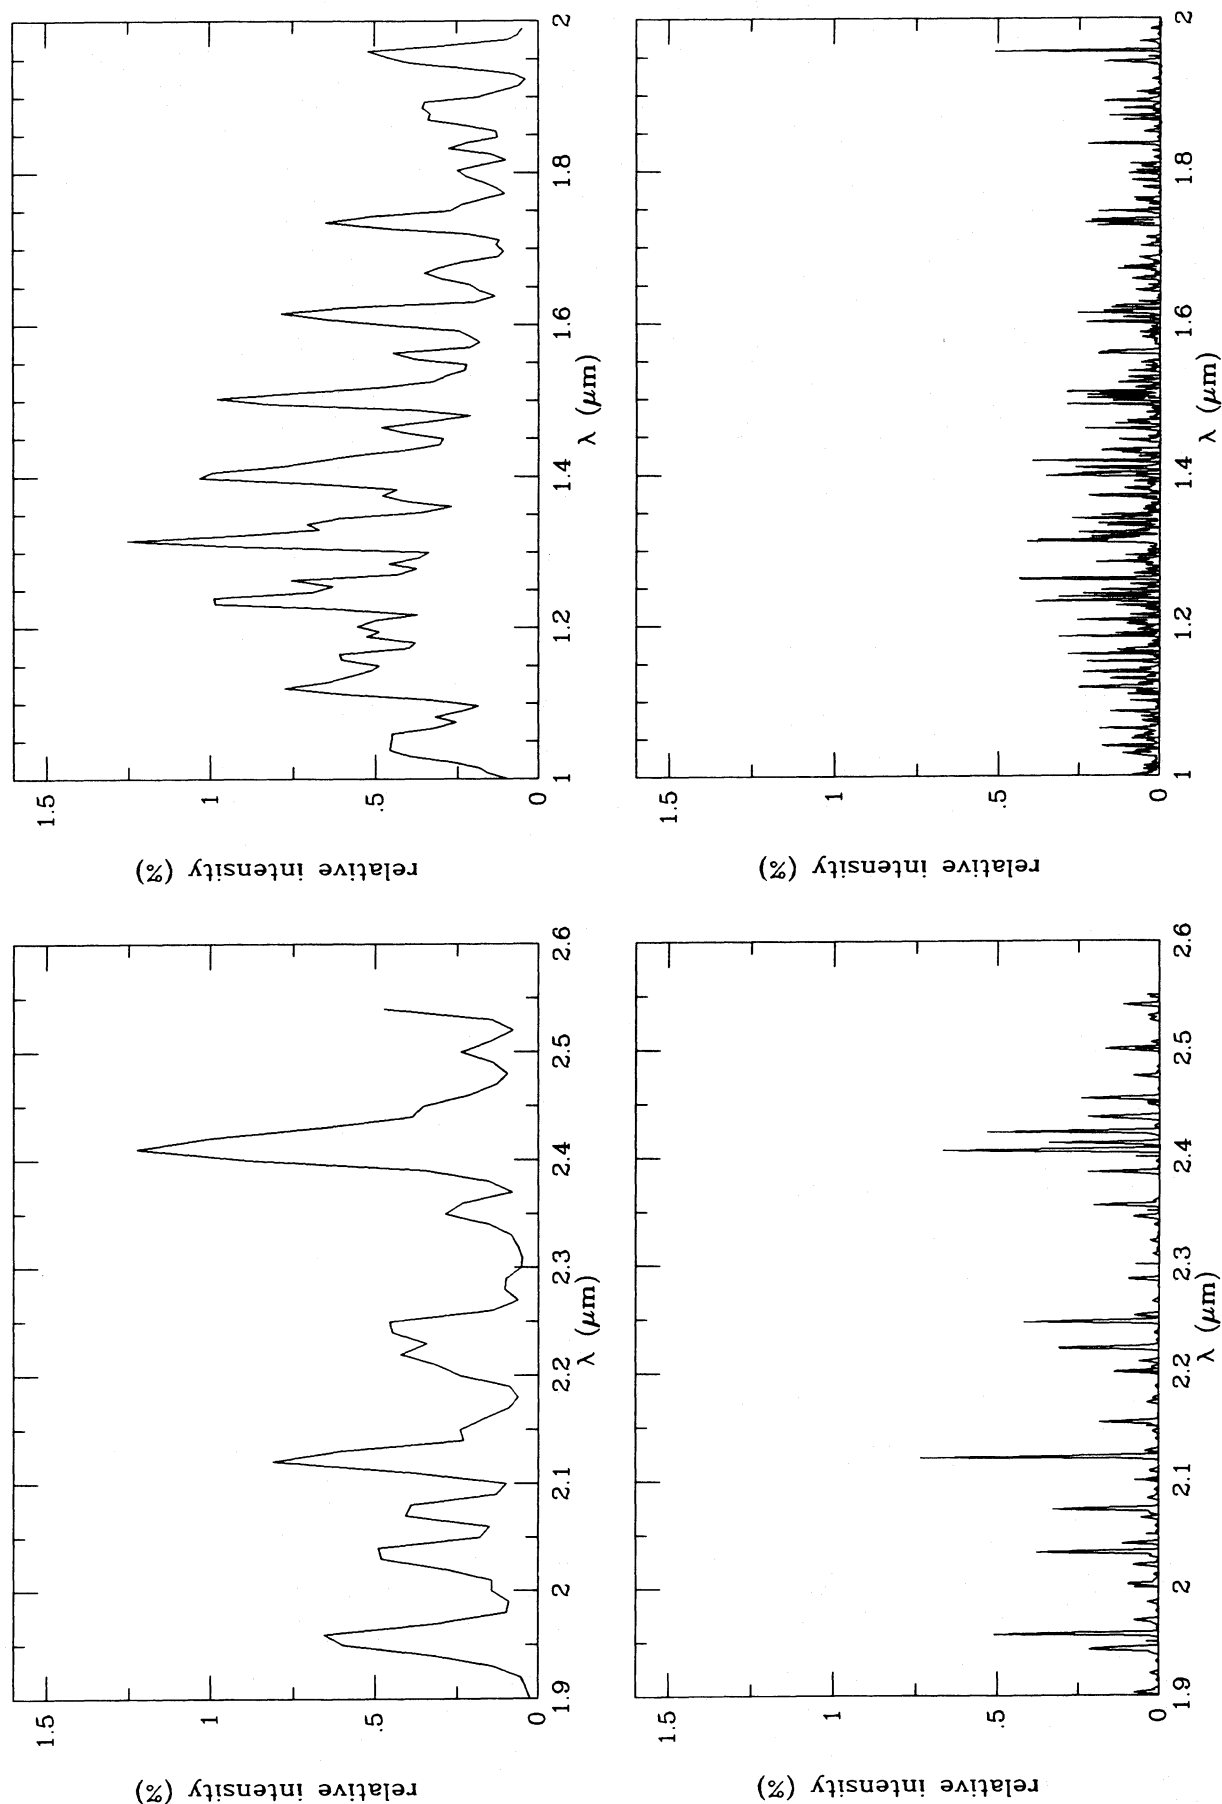 relative intensity (%)
1.5
1
.5
0
1.9 2 2.1 2.2 2.3 2.4 2.5 2.6
λ (μm)
relative intensity (%)
1.5
1
.5
0
1 1.2 1.4 1.6 1.8 2
λ (μm)
relative intensity (%)
1.5
1
.5
0
1.9 2 2.1 2.2 2.3 2.4 2.5 2.6
λ (μm)
relative intensity (%)
1.5
1
.5
0
1 1.2 1.4 1.6 1.8 2
λ (μm)